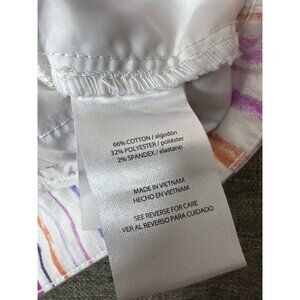 66% COTTON / algodón
32% POLYESTER / poliéster
2% SPANDEX / elastano
MADE IN VIETNAM
HECHO EN VIETNAM
SEE REVERSE FOR CARE
VER AL REVERSO PARA CUIDADO